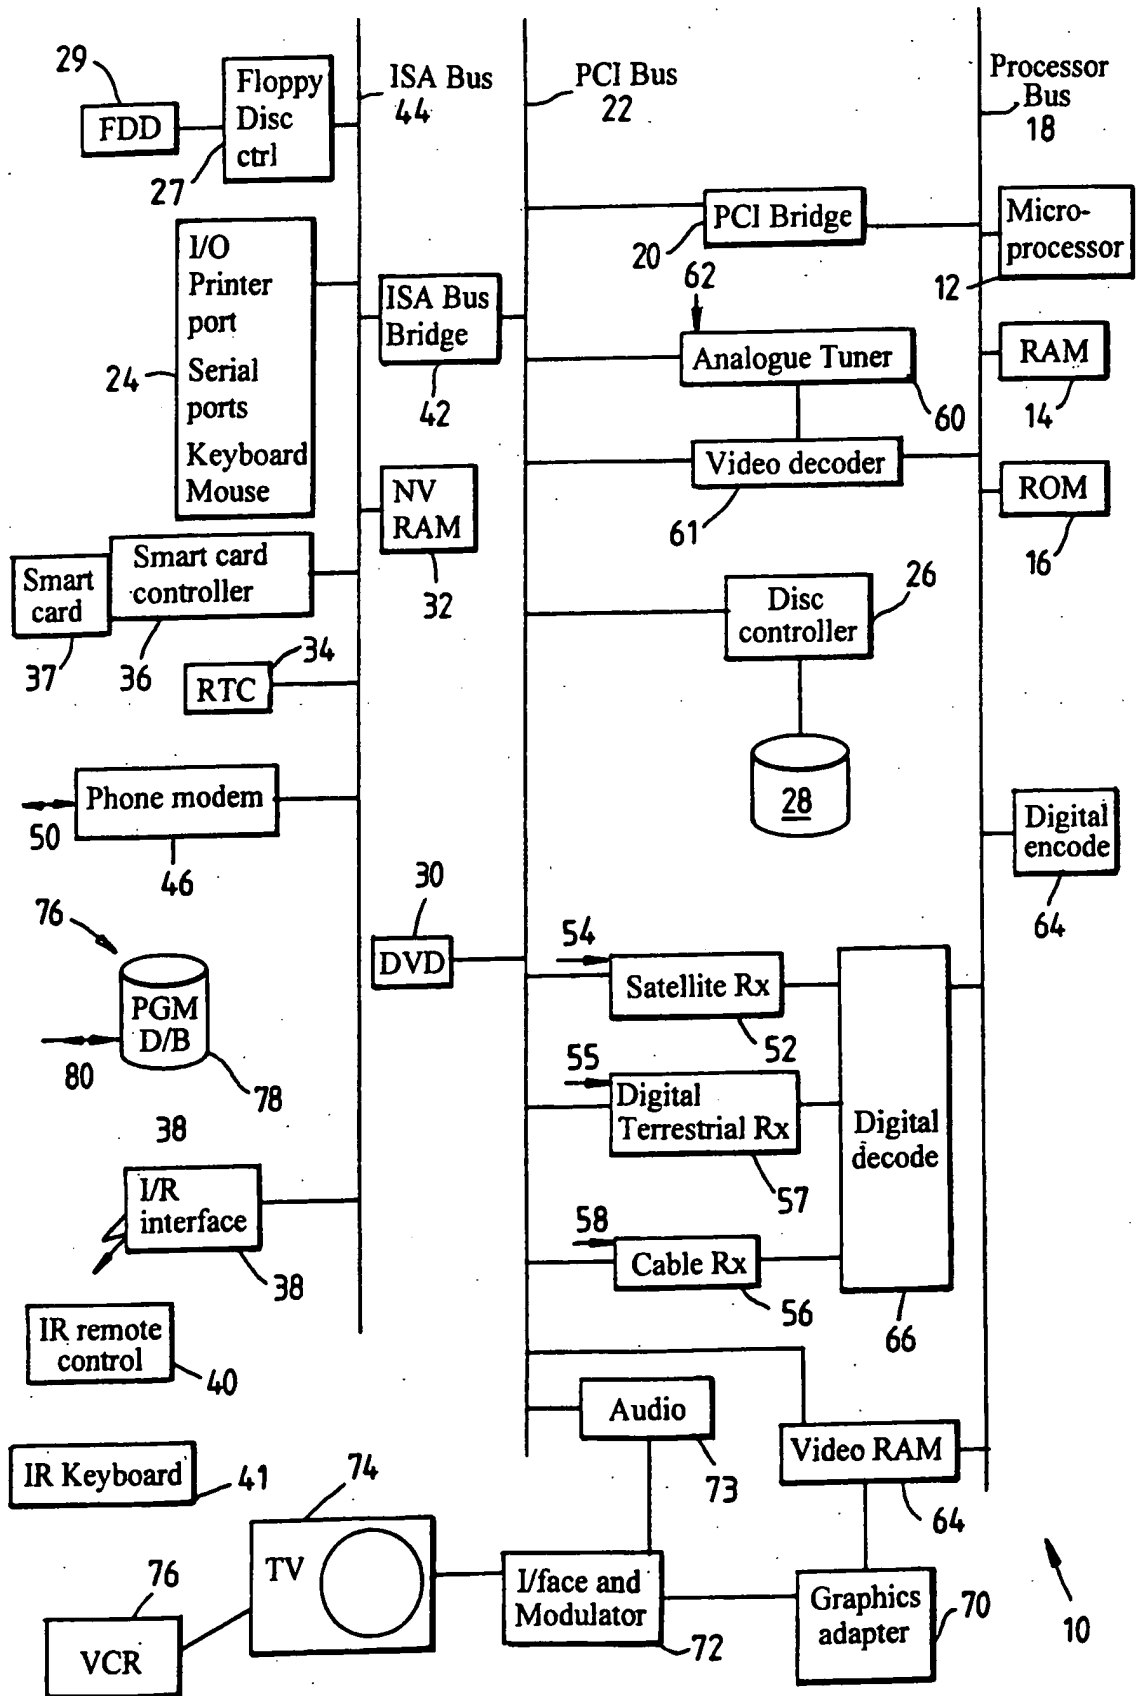 29
FDD
Floppy
Disc
ctrl
27
ISA Bus
44
PCI Bus
22
Processor
Bus
18
I/O
Printer
port
Serial
ports
Keyboard
Mouse
24
ISA Bus
Bridge
42
PCI Bridge
20
Micro-
processor
12
62
Analogue Tuner
60
RAM
14
Video decoder
61
ROM
16
NV
RAM
32
Smart
card
37
Smart card
controller
36
34
RTC
Disc
controller
26
28
Phone modem
50
46
Digital
encode
64
76
PGM
D/B
80
78
30
DVD
54
Satellite Rx
52
55
Digital
Terrestrial Rx
57
58
Cable Rx
56
Digital
decode
66
38
I/R
interface
38
IR remote
control
40
IR Keyboard
41
Audio
73
Video RAM
64
74
TV
76
VCR
I/face and
Modulator
72
Graphics
adapter
70
10